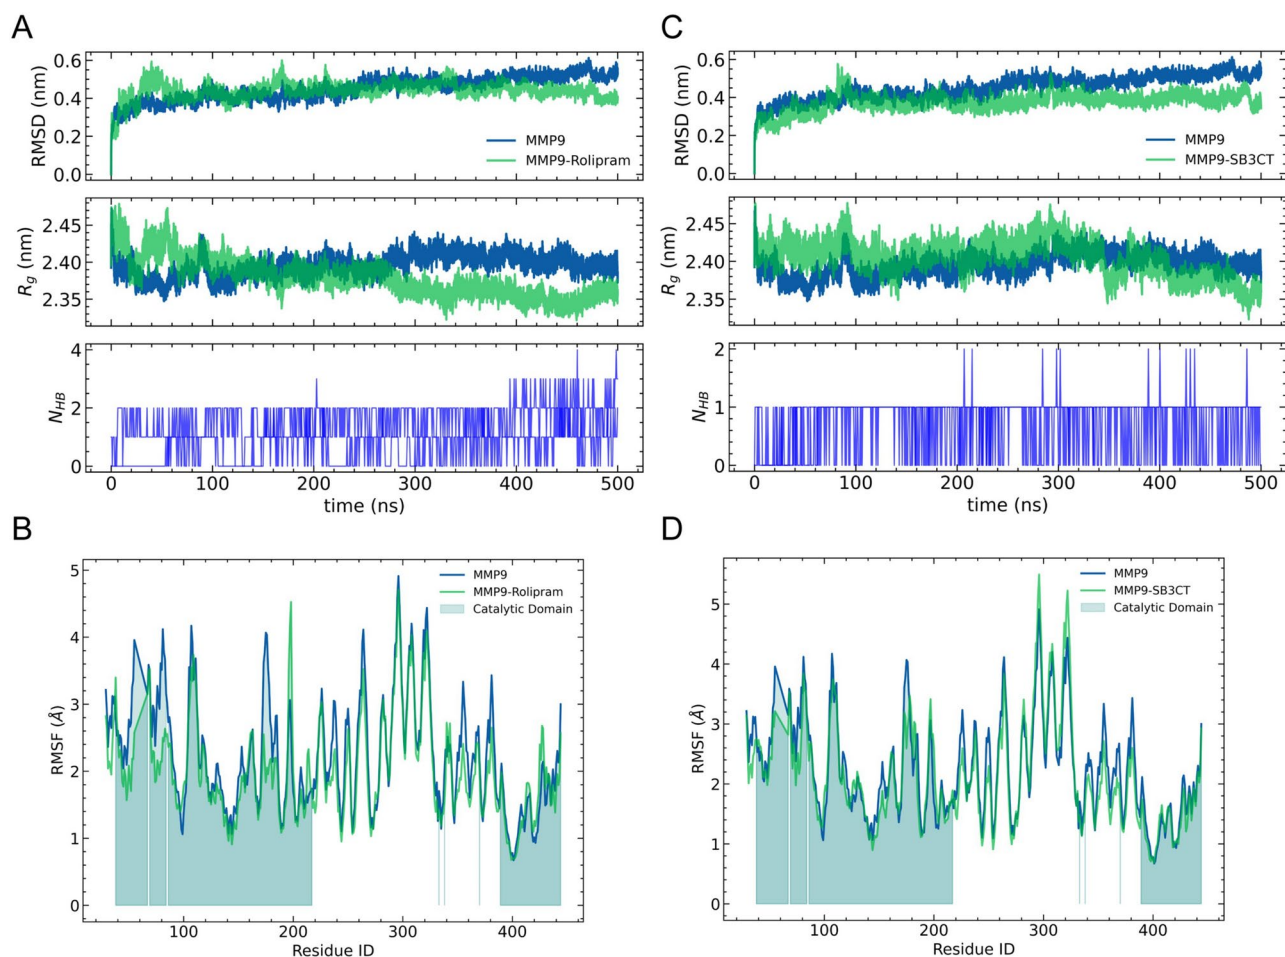 A
0.6
0.4
0.2
0.0
RMSD (nm)
MMP9
MMP9-Rolipram
2.45
2.40
2.35
Rg (nm)
4
2
0
NHB
0 100 200 300 400 500
time (ns)
C
0.6
0.4
0.2
0.0
RMSD (nm)
MMP9
MMP9-SB3CT
2.45
2.40
2.35
Rg (nm)
2
1
0
NHB
0 100 200 300 400 500
time (ns)
B
5
4
3
2
1
0
RMSF (Å)
MMP9
MMP9-Rolipram
Catalytic Domain
100 200 300 400
Residue ID
D
5
4
3
2
1
0
RMSF (Å)
MMP9
MMP9-SB3CT
Catalytic Domain
100 200 300 400
Residue ID